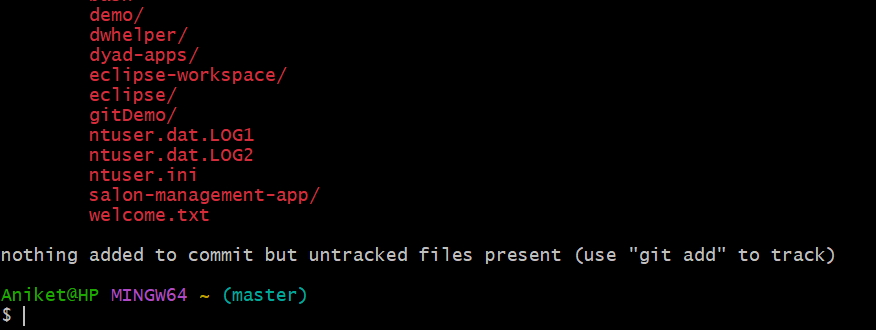 demo/
dwhelper/
dyad-apps/
eclipse-workspace/
eclipse/
gitDemo/
ntuser.dat.LOG1
ntuser.dat.LOG2
ntuser.ini
salon-management-app/
welcome.txt
nothing added to commit but untracked files present (use "git add" to track)
Aniket@HP MINGW64 ~ (master)
$